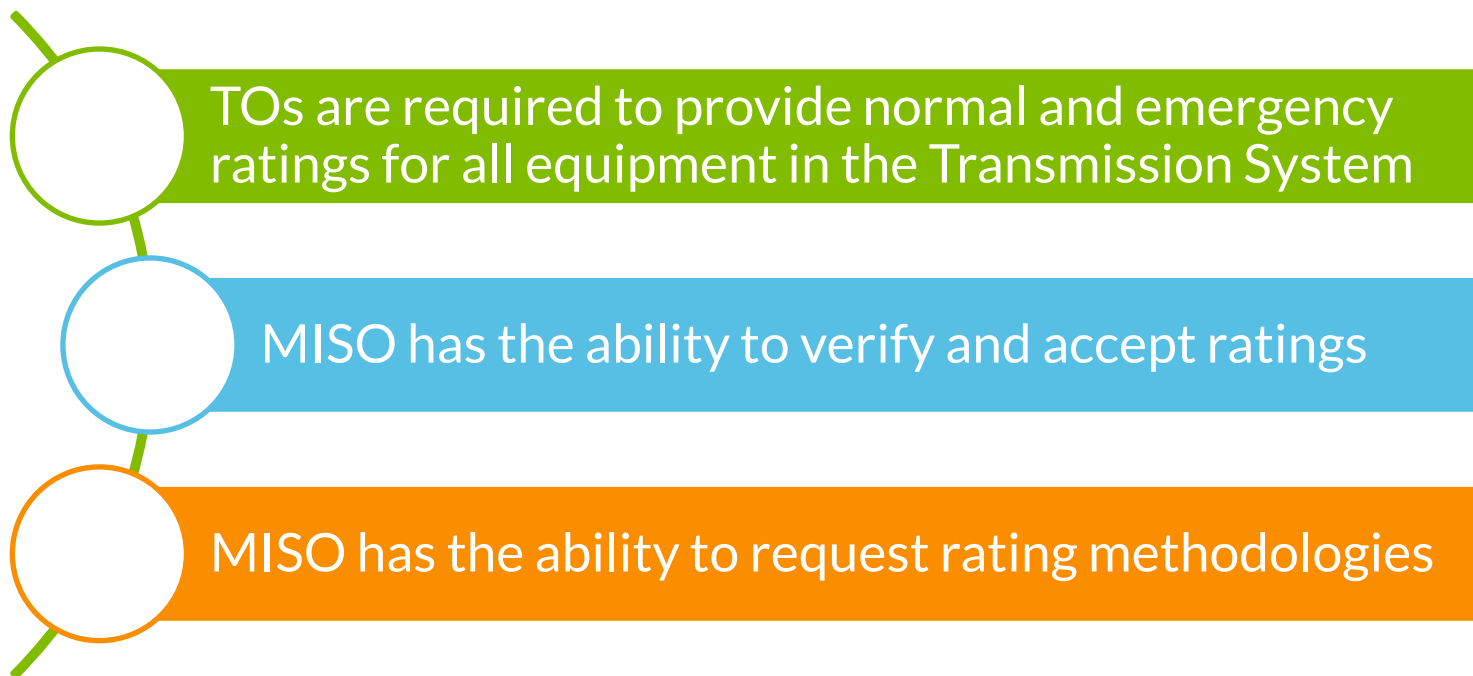 TOs are required to provide normal and emergency
ratings for all equipment in the Transmission System
MISO has the ability to verify and accept ratings
MISO has the ability to request rating methodologies